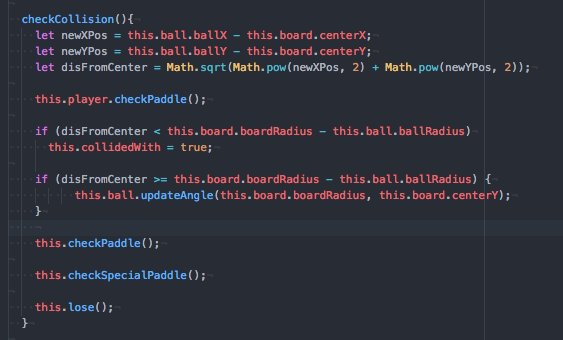 checkCollision(){
let newXPos = this.ball.ballX - this.board.centerX;
let newYPos = this.ball.ballY - this.board.centerY;
let disFromCenter = Math.sqrt(Math.pow(newXPos, 2) + Math.pow(newYPos, 2));
this.player.checkPaddle();
if (disFromCenter < this.board.boardRadius - this.ball.ballRadius)
this.collidedWith = true;
if (disFromCenter >= this.board.boardRadius - this.ball.ballRadius) {
this.ball.updateAngle(this.board.boardRadius, this.board.centerY);
}
this.checkPaddle();
this.checkSpecialPaddle();
this.lose();
}